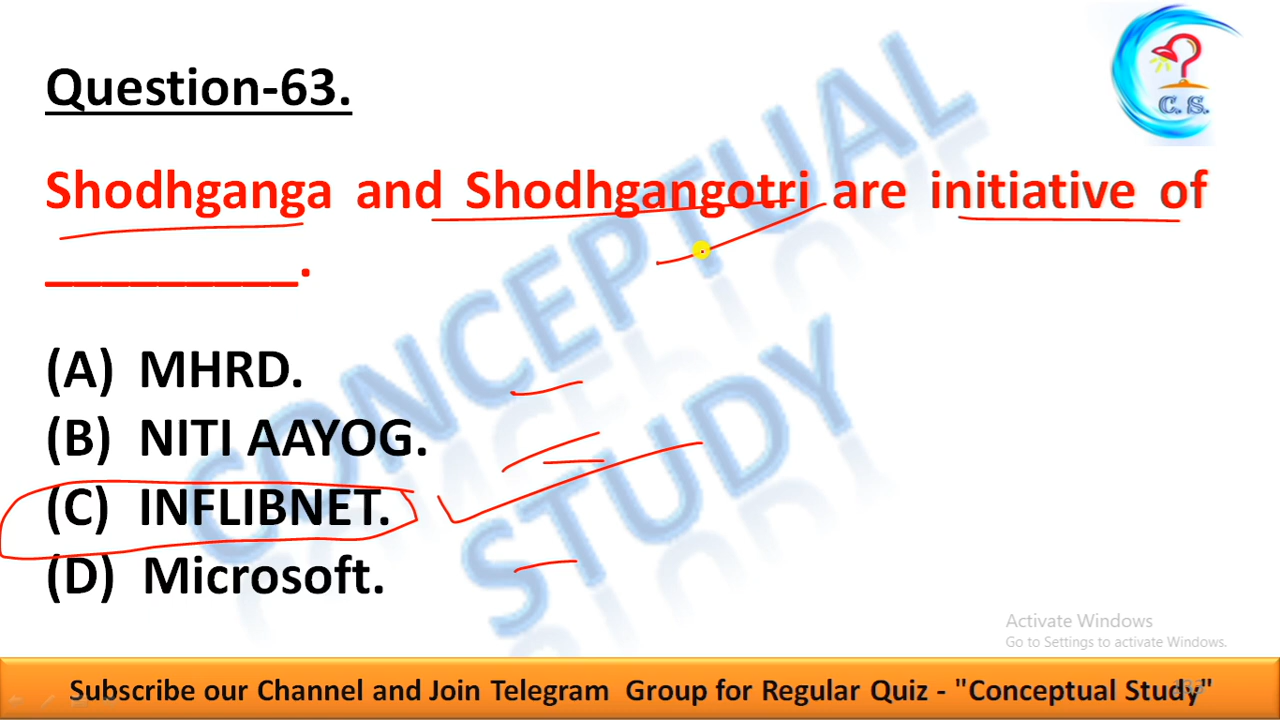 C. S.
Question-63.
Shodhganga and Shodhgangotri are initiative of
__________.
(A) MHRD.
(B) NITI AAYOG.
(C) INFLIBNET.
(D) Microsoft.
CONCEPTUAL
STUDY
Activate Windows
Go to Settings to activate Windows.
Subscribe our Channel and Join Telegram Group for Regular Quiz - "Conceptual Study"